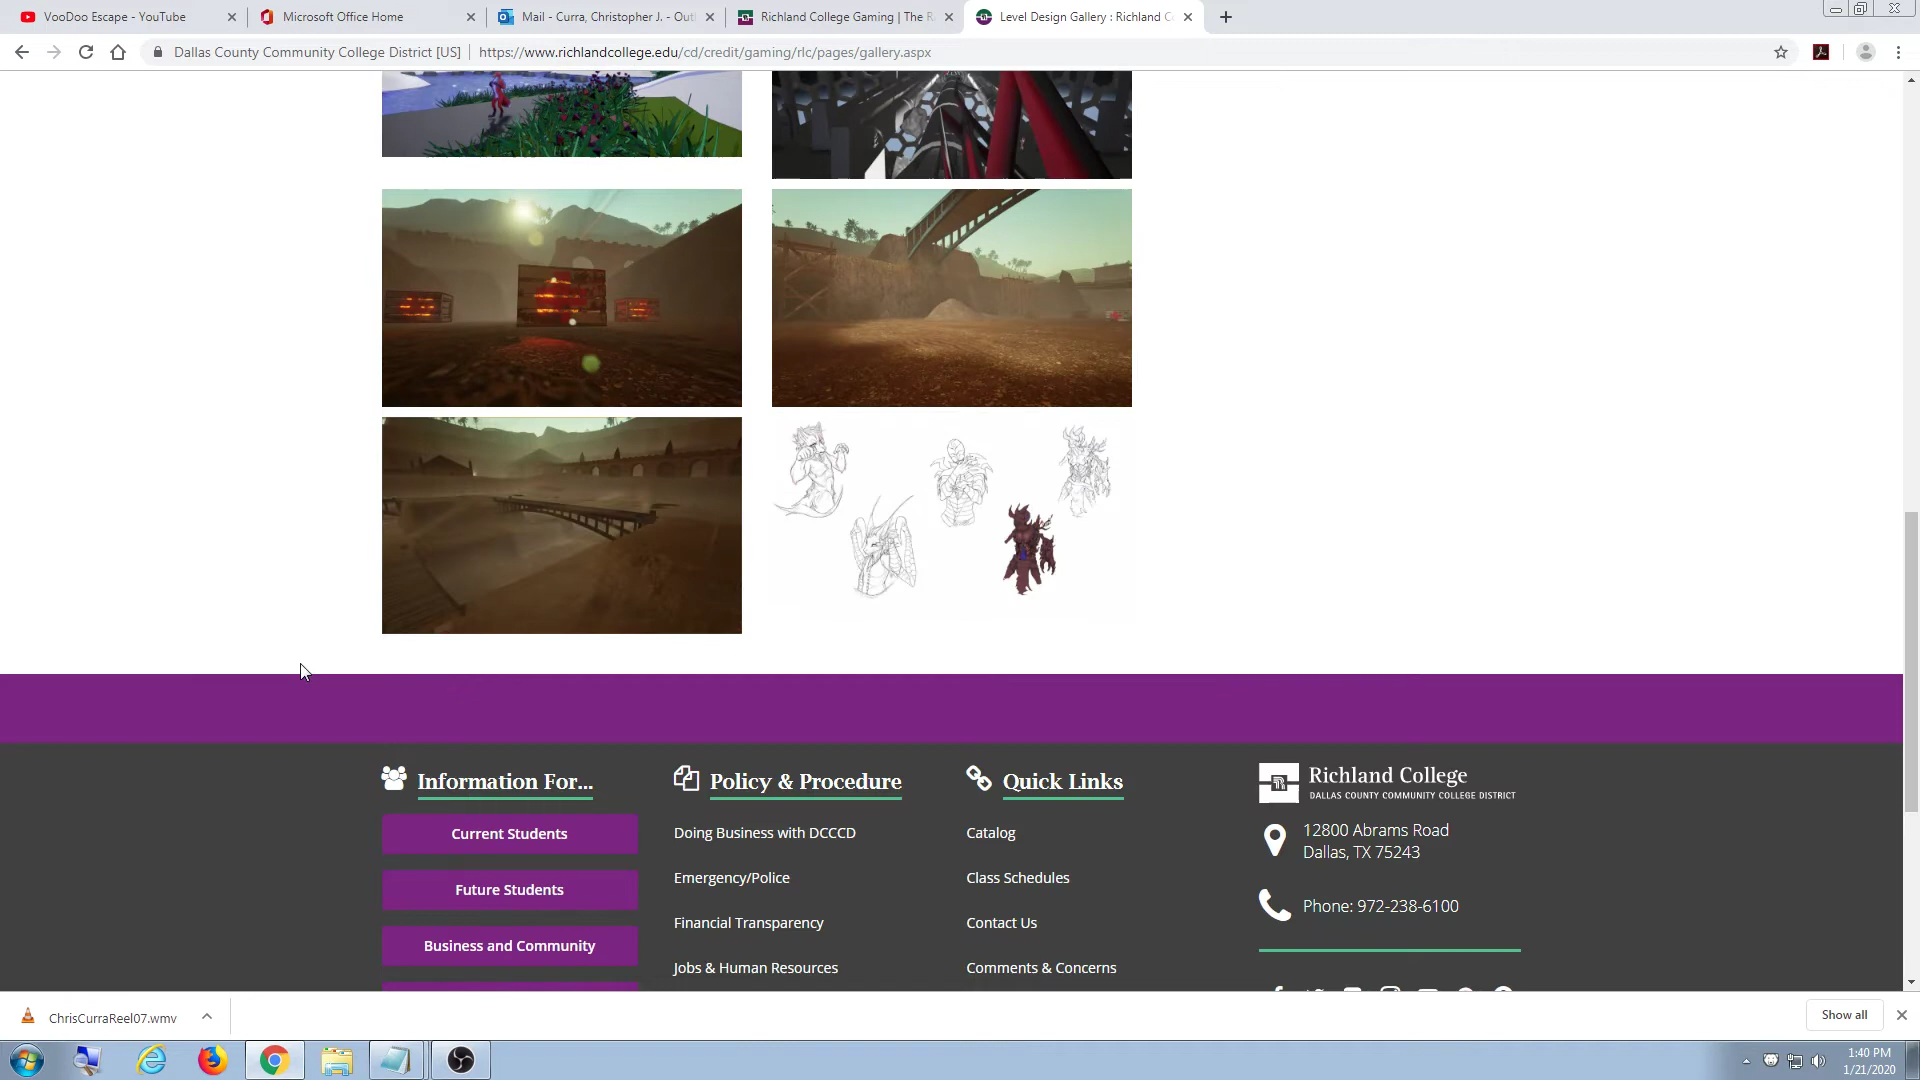 VooDoo Escape - YouTube
Microsoft Office Home
Mail - Curra, Christopher J. - Out
Richland College Gaming | The R
Level Design Gallery : Richland C
Dallas County Community College District [US]
https://www.richlandcollege.edu/cd/credit/gaming/rlc/pages/gallery.aspx
Information For...
Current Students
Future Students
Business and Community
Policy & Procedure
Doing Business with DCCCD
Emergency/Police
Financial Transparency
Jobs & Human Resources
Quick Links
Catalog
Class Schedules
Contact Us
Comments & Concerns
Richland College
DALLAS COUNTY COMMUNITY COLLEGE DISTRICT
12800 Abrams Road
Dallas, TX 75243
Phone: 972-238-6100
ChrisCurraReel07.wmv
Show all
1:40 PM
1/21/2020